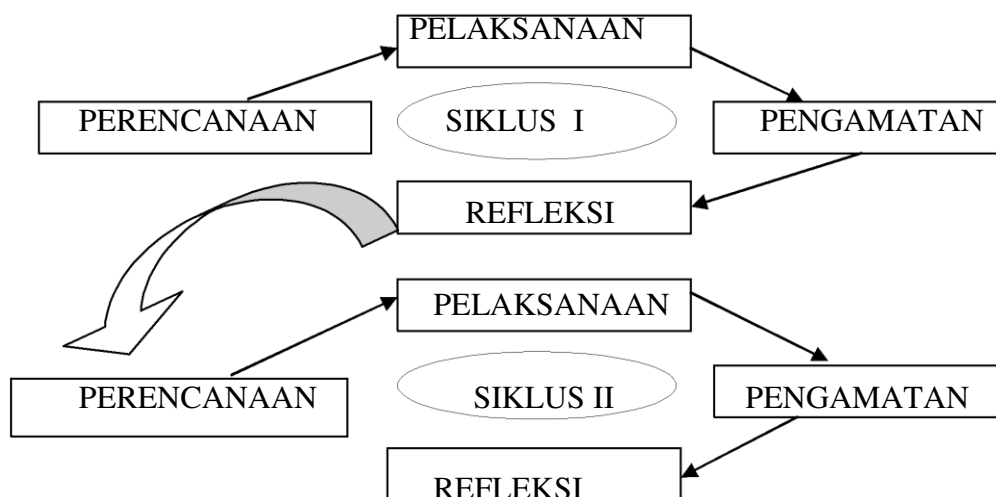 PELAKSANAAN
PERENCANAAN
SIKLUS I
PENGAMATAN
REFLEKSI
PELAKSANAAN
PERENCANAAN
SIKLUS II
PENGAMATAN
REFLEKSI